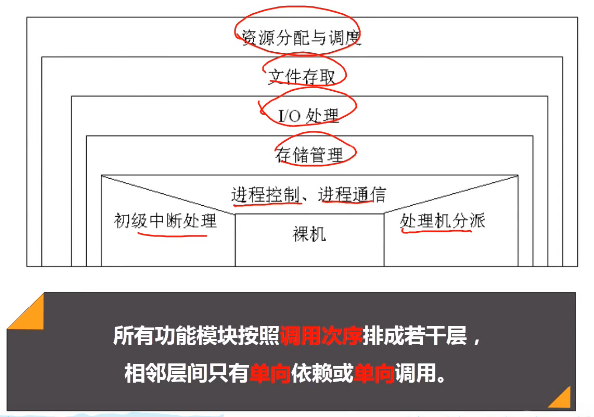 资源分配与调度
文件存取
I/O 处理
存储管理
进程控制、进程通信
初级中断处理
裸机
处理机分派
所有功能模块按照调用次序排成若干层，
相邻层间只有单向依赖或单向调用。